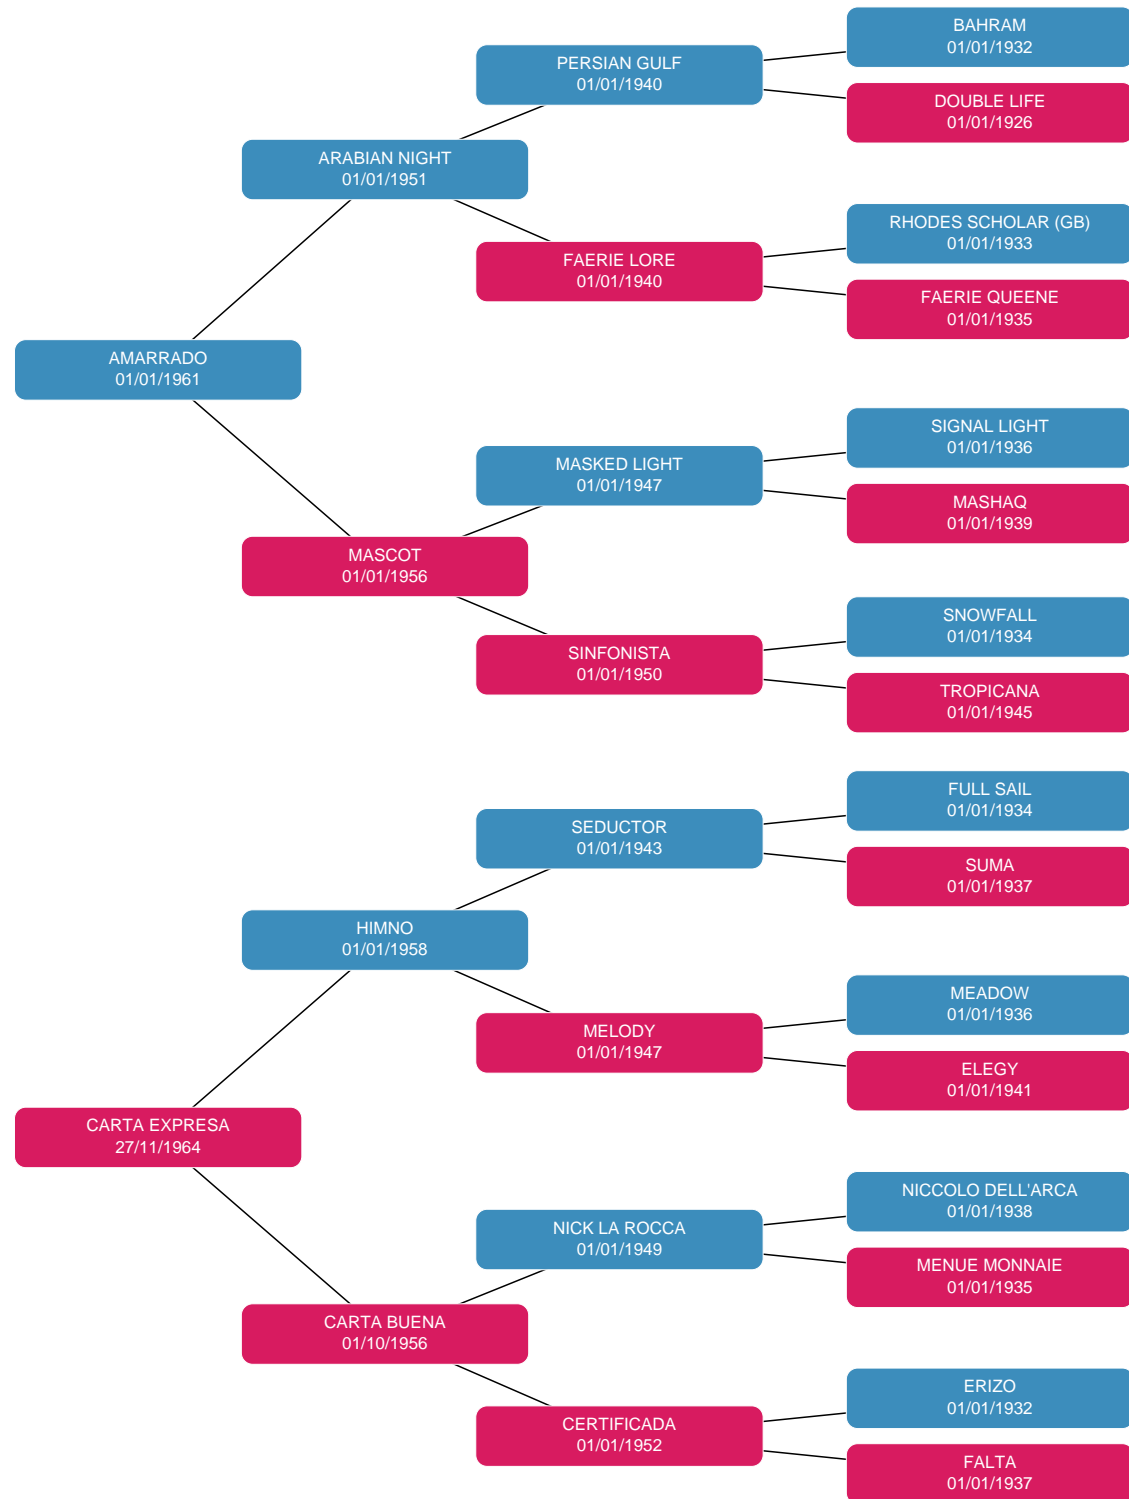 BAHRAM
01/01/1932
PERSIAN GULF
01/01/1940
DOUBLE LIFE
01/01/1926
ARABIAN NIGHT
01/01/1951
RHODES SCHOLAR (GB)
01/01/1933
FAERIE LORE
01/01/1940
FAERIE QUEENE
01/01/1935
AMARRADO
01/01/1961
SIGNAL LIGHT
01/01/1936
MASKED LIGHT
01/01/1947
MASHAQ
01/01/1939
MASCOT
01/01/1956
SNOWFALL
01/01/1934
SINFONISTA
01/01/1950
TROPICANA
01/01/1945
FULL SAIL
01/01/1934
SEDUCTOR
01/01/1943
SUMA
01/01/1937
HIMNO
01/01/1958
MEADOW
01/01/1936
MELODY
01/01/1947
ELEGY
01/01/1941
CARTA EXPRESA
27/11/1964
NICCOLO DELL'ARCA
01/01/1938
NICK LA ROCCA
01/01/1949
MENUE MONNAIE
01/01/1935
CARTA BUENA
01/10/1956
ERIZO
01/01/1932
CERTIFICADA
01/01/1952
FALTA
01/01/1937